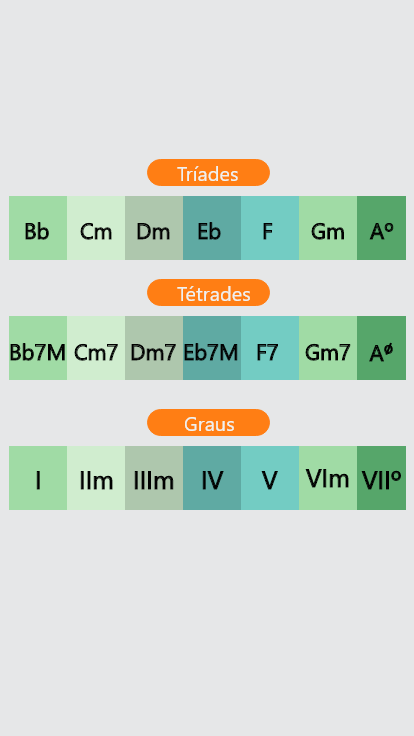 Tríades
Bb Cm Dm Eb F Gm Aº
Tétrades
Bb7M Cm7 Dm7 Eb7M F7 Gm7 Aø
Graus
I IIm IIIm IV V VIm VIIº